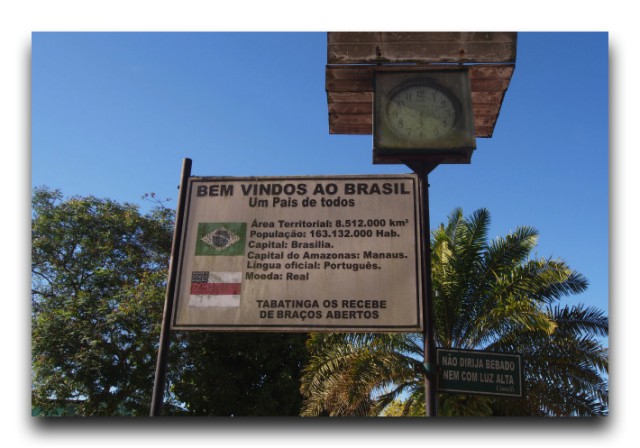 BEM VINDOS AO BRASIL
Um Pais de todos
Área Territorial: 8.512.000 km²
População: 163.132.000 Hab.
Capital: Brasilia.
Capital do Amazonas: Manaus.
Língua oficial: Português.
Moeda: Real
TABATINGA OS RECEBE
DE BRAÇOS ABERTOS
NÃO DIRIJA BEBADO
NEM COM LUZ ALTA